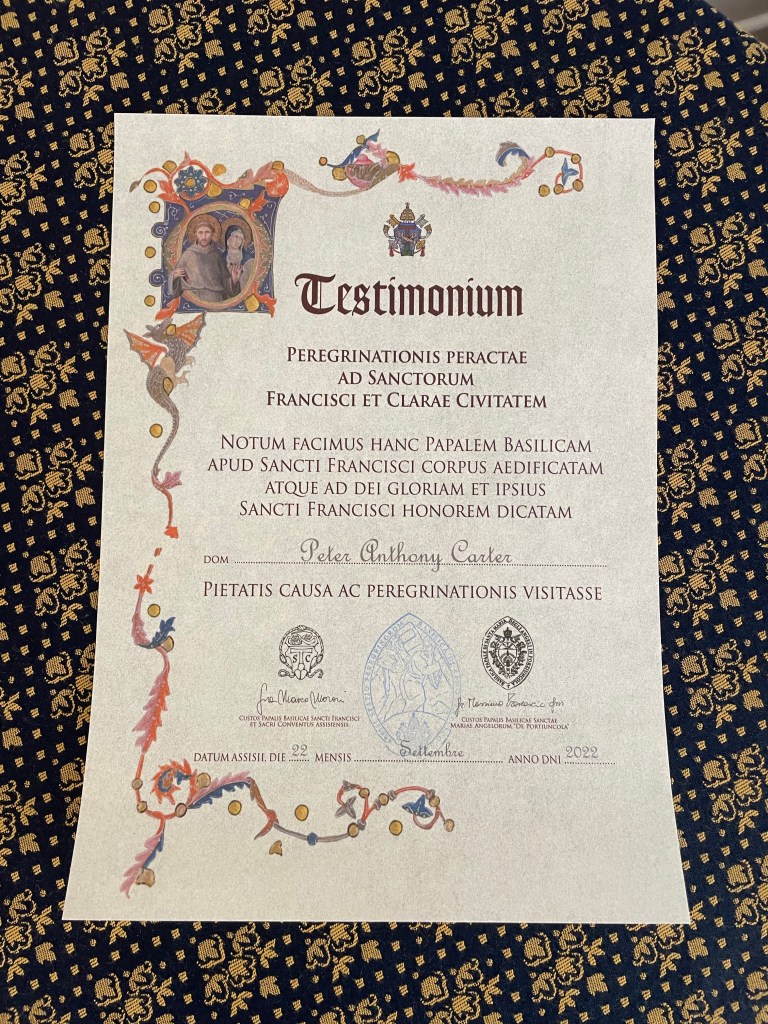 Testimonium
PEREGRINATIONIS PERACTAE
AD SANCTORUM
FRANCISCI ET CLARAE CIVITATEM
NOTUM FACIMUS HANC PAPALEM BASILICAM
APUD SANCTI FRANCISCI CORPUS AEDIFICATAM
ATQUE AD DEI GLORIAM ET IPSIUS
SANCTI FRANCISCI HONOREM DICATAM
DOM Peter Anthony Carter
PIETATIS CAUSA AC PEREGRINATIONIS VISITASSE
S C
Fra Marco Moroni
CUSTOS PAPALIS BASILICAE SANCTI FRANCISCI
ET SACRI CONVENTUS ASSISIENSIS
CUSTOS PAPALIS BASILICAE SANCTAE
MARIAE ANGELORUM "DE PORTIUNCOLA"
DATUM ASSISII, DIE 22 MENSIS Settembre ANNO DNI 2022